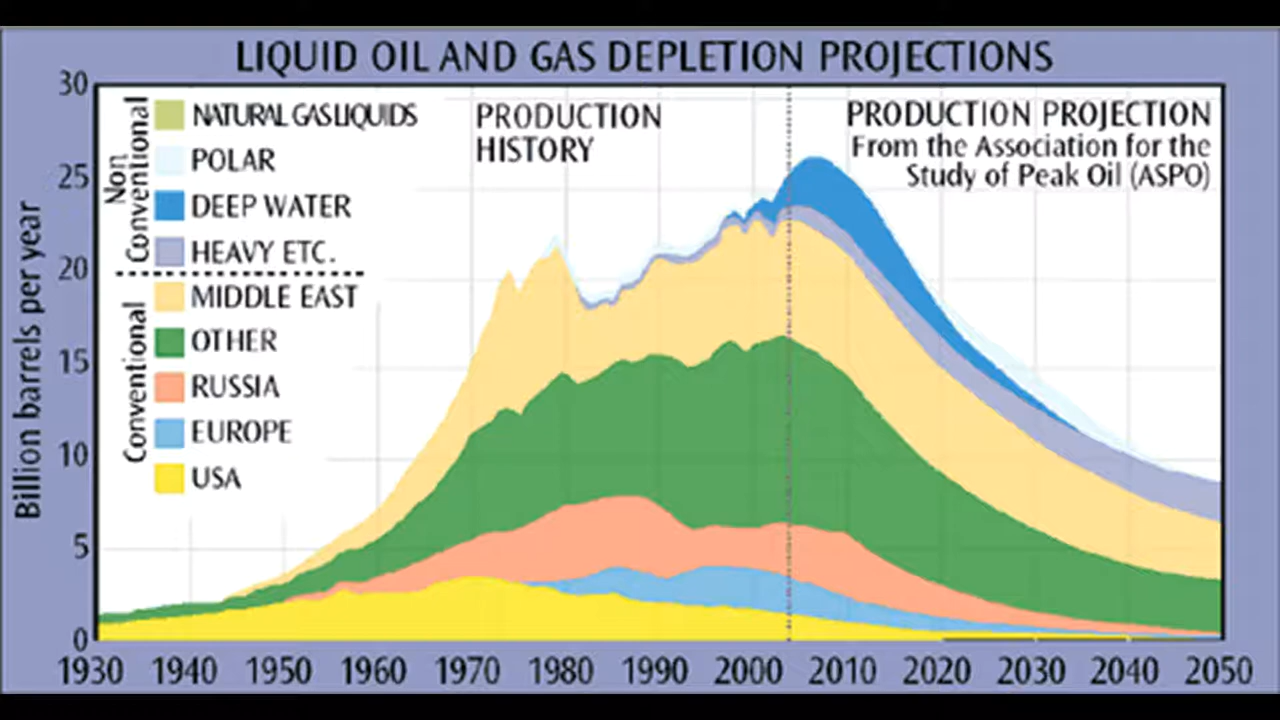 LIQUID OIL AND GAS DEPLETION PROJECTIONS
Billion barrels per year
30
25
20
15
10
5
0
Non
Conventional
NATURAL GAS LIQUIDS
POLAR
DEEP WATER
HEAVY ETC.
Conventional
MIDDLE EAST
OTHER
RUSSIA
EUROPE
USA
PRODUCTION
HISTORY
PRODUCTION PROJECTION
From the Association for the
Study of Peak Oil (ASPO)
1930 1940 1950 1960 1970 1980 1990 2000 2010 2020 2030 2040 2050